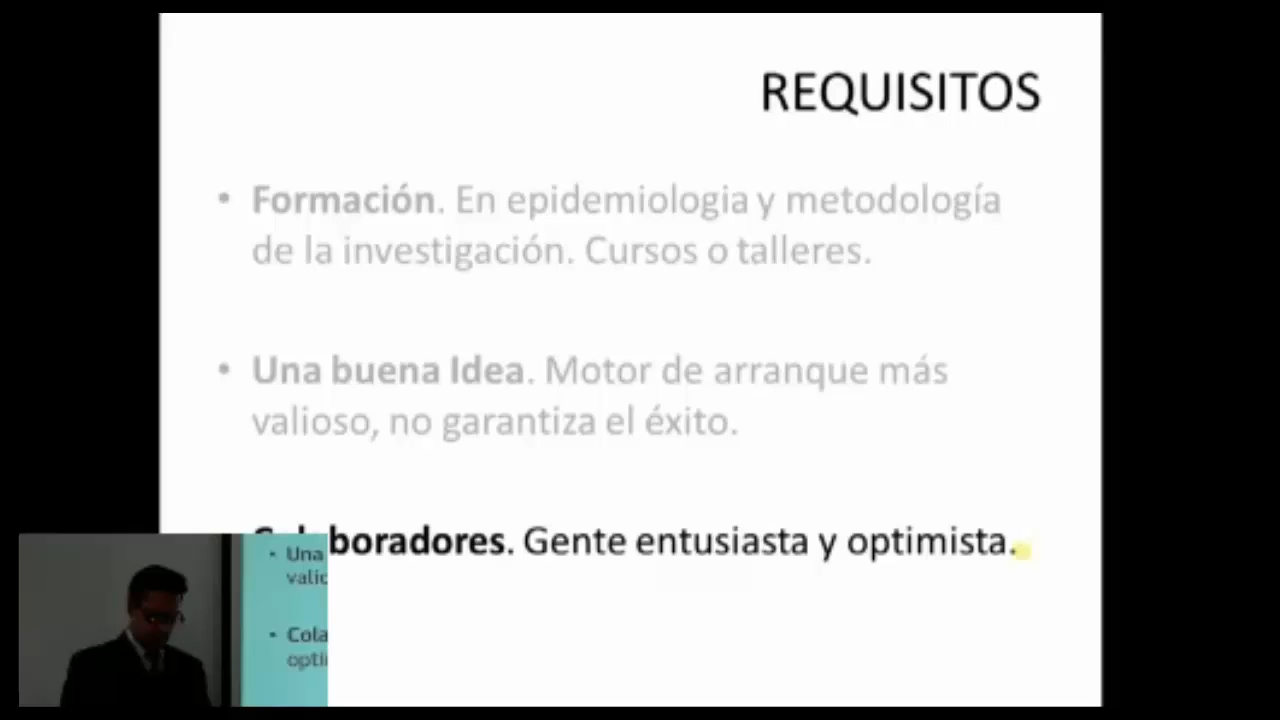 REQUISITOS
• Formación. En epidemiologia y metodología
de la investigación. Cursos o talleres.
• Una buena Idea. Motor de arranque más
valioso, no garantiza el éxito.
Colaboradores. Gente entusiasta y optimista.
• Una
valio
• Cola
opti